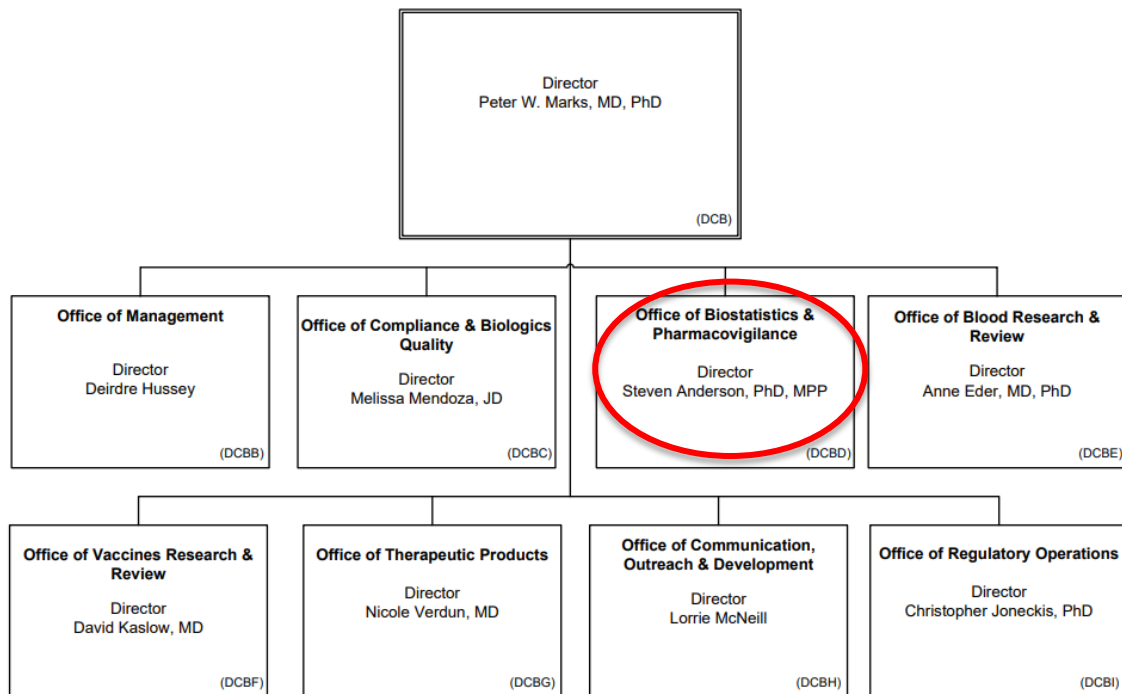 Director
Peter W. Marks, MD, PhD
(DCB)
Office of Management
Director
Deirdre Hussey
(DCBB)
Office of Compliance & Biologics
Quality
Director
Melissa Mendoza, JD
(DCBC)
Office of Biostatistics &
Pharmacovigilance
Director
Steven Anderson, PhD, MPP
(DCBD)
Office of Blood Research &
Review
Director
Anne Eder, MD, PhD
(DCBE)
Office of Vaccines Research &
Review
Director
David Kaslow, MD
(DCBF)
Office of Therapeutic Products
Director
Nicole Verdun, MD
(DCBG)
Office of Communication,
Outreach & Development
Director
Lorrie McNeill
(DCBH)
Office of Regulatory Operations
Director
Christopher Joneckis, PhD
(DCBI)